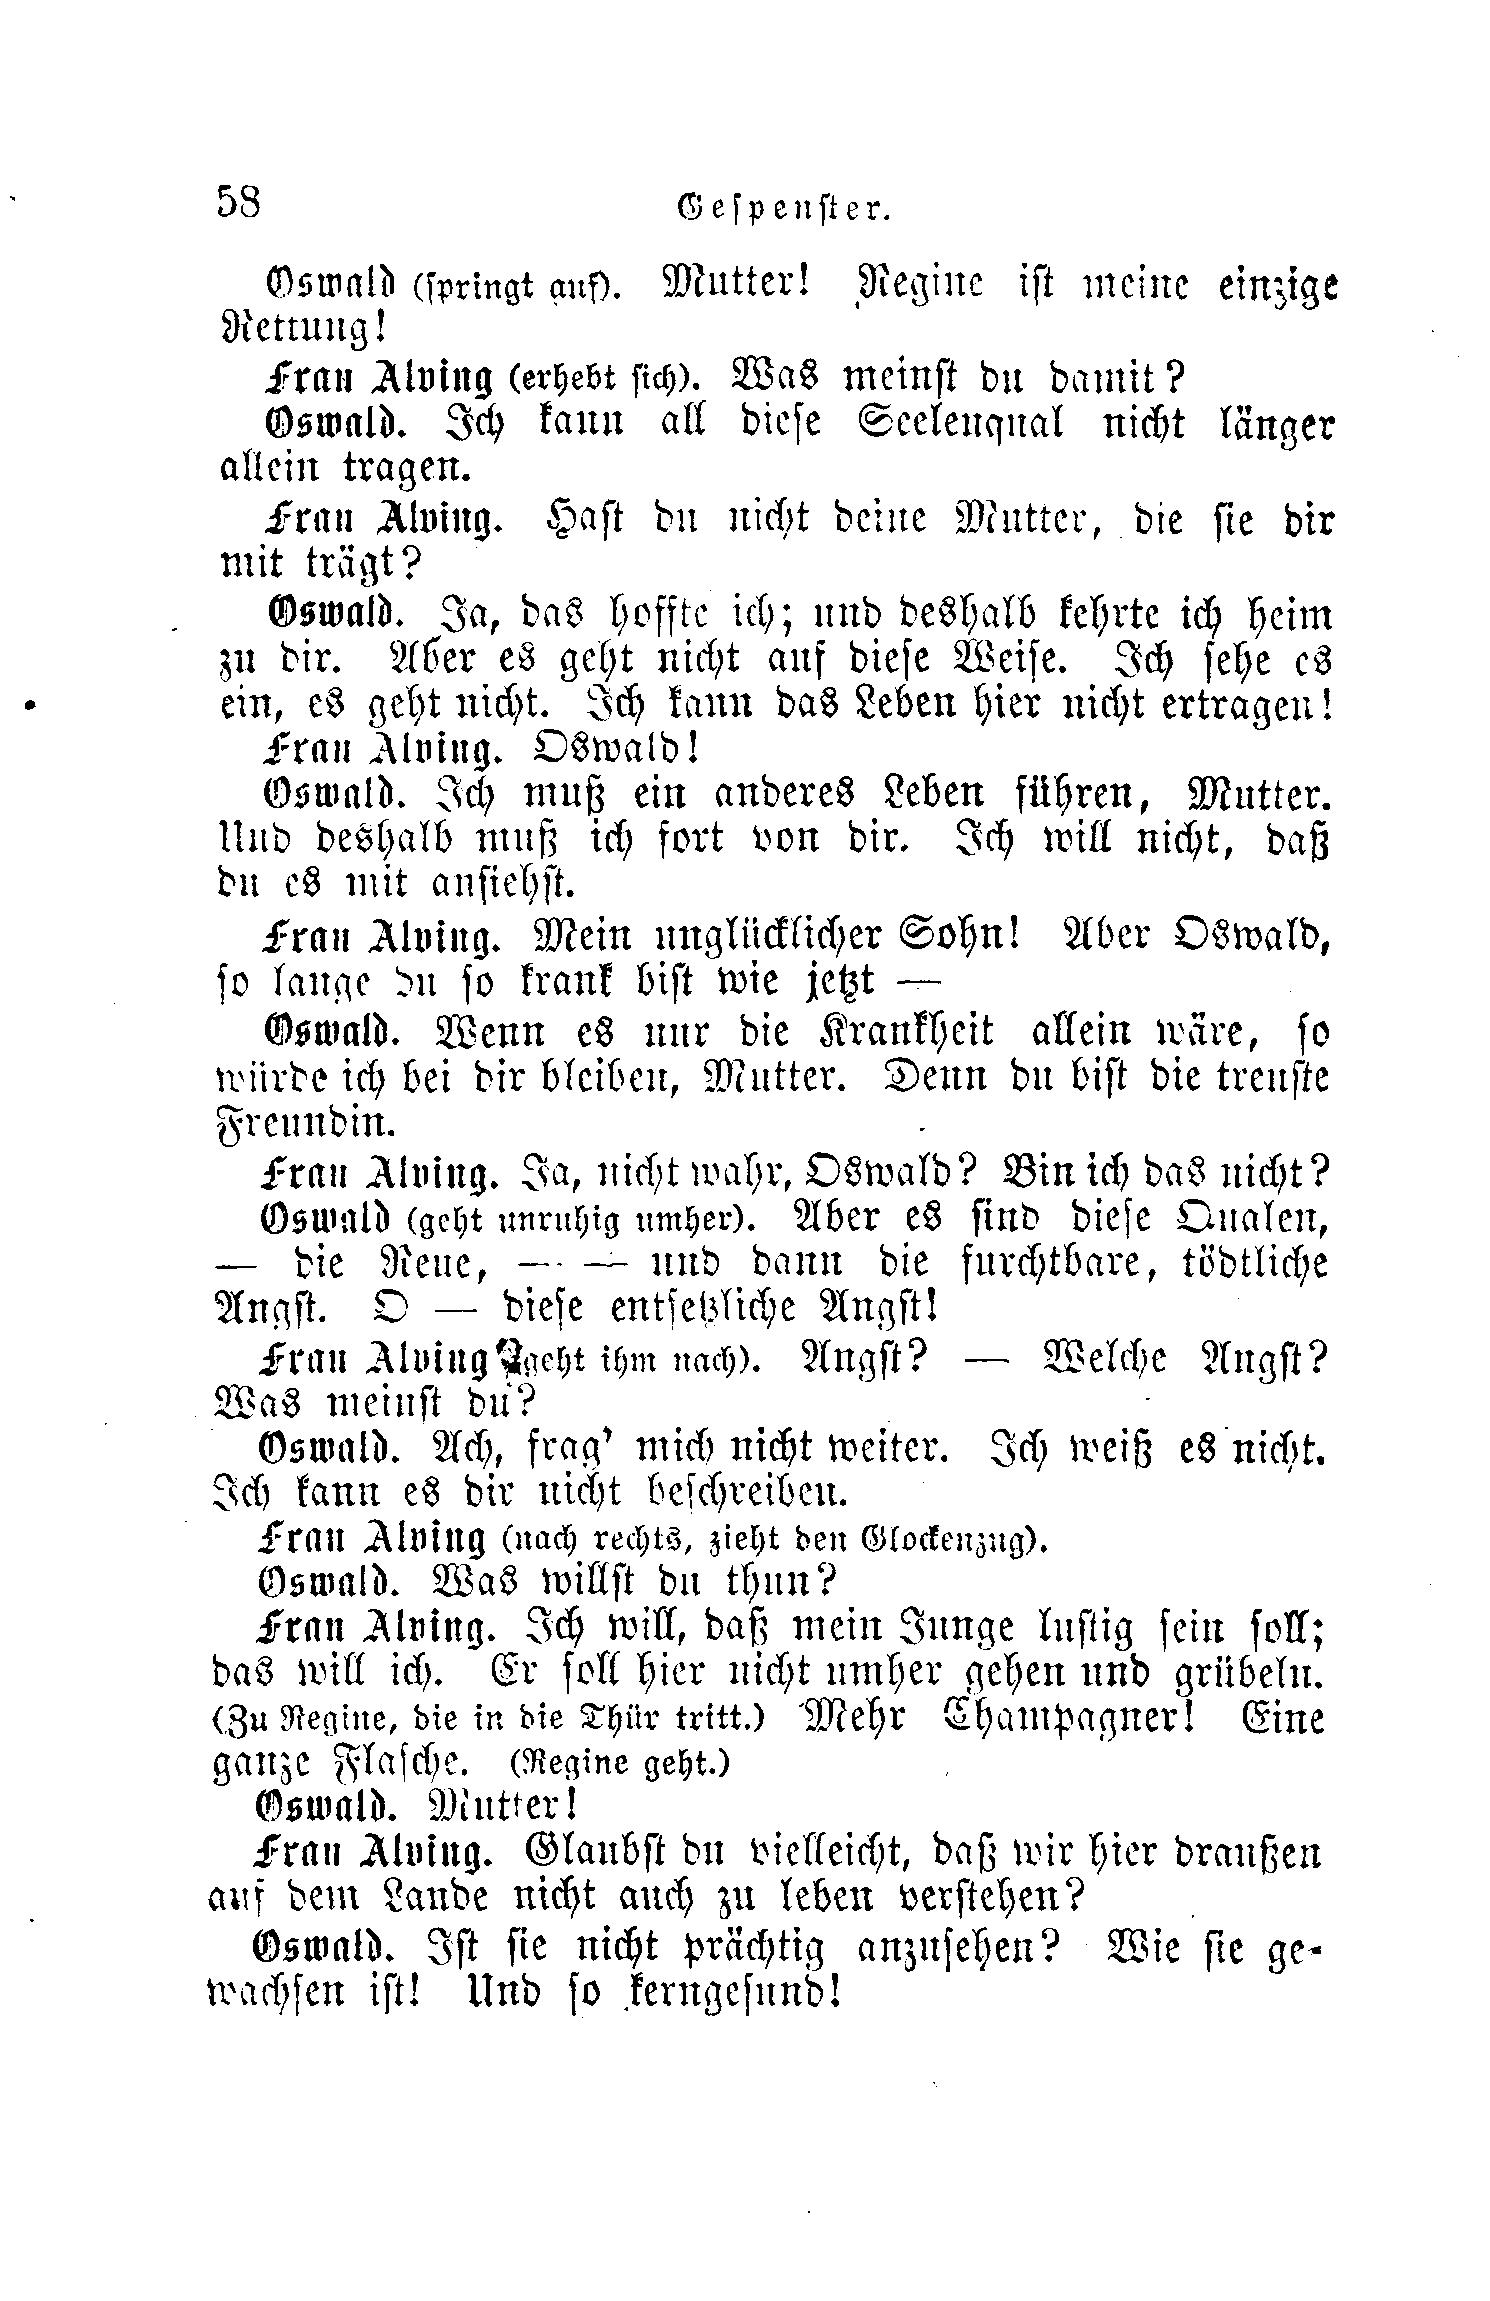 58 Gespenster.
Oswald (springt auf). Mutter! Regine ist meine einzige
Rettung!
Frau Alving (erhebt sich). Was meinst du damit?
Oswald. Ich kann all diese Seelenqual nicht länger
allein tragen.
Frau Alving. Hast du nicht deine Mutter, die sie dir
mit trägt?
Oswald. Ja, das hoffte ich; und deshalb kehrte ich heim
zu dir. Aber es geht nicht auf diese Weise. Ich sehe es
ein, es geht nicht. Ich kann das Leben hier nicht ertragen!
Frau Alving. Oswald!
Oswald. Ich muß ein anderes Leben führen, Mutter.
Und deshalb muß ich fort von dir. Ich will nicht, daß
du es mit ansiehst.
Frau Alving. Mein unglücklicher Sohn! Aber Oswald,
so lange du so krank bist wie jetzt —
Oswald. Wenn es nur die Krankheit allein wäre, so
würde ich bei dir bleiben, Mutter. Denn du bist die treuste
Freundin.
Frau Alving. Ja, nicht wahr, Oswald? Bin ich das nicht?
Oswald (geht unruhig umher). Aber es sind diese Qualen,
— die Reue, — — und dann die furchtbare, tödtliche
Angst. O — diese entsetzliche Angst!
Frau Alving (geht ihm nach). Angst? — Welche Angst?
Was meinst du?
Oswald. Ach, frag' mich nicht weiter. Ich weiß es nicht.
Ich kann es dir nicht beschreiben.
Frau Alving (nach rechts, zieht den Glockenzug).
Oswald. Was willst du thun?
Frau Alving. Ich will, daß mein Junge lustig sein soll;
das will ich. Er soll hier nicht umher gehen und grübeln.
(Zu Regine, die in die Thür tritt.) Mehr Champagner! Eine
ganze Flasche. (Regine geht.)
Oswald. Mutter!
Frau Alving. Glaubst du vielleicht, daß wir hier draußen
auf dem Lande nicht auch zu leben verstehen?
Oswald. Ist sie nicht prächtig anzusehen? Wie sie ge-
wachsen ist! Und so kerngesund!